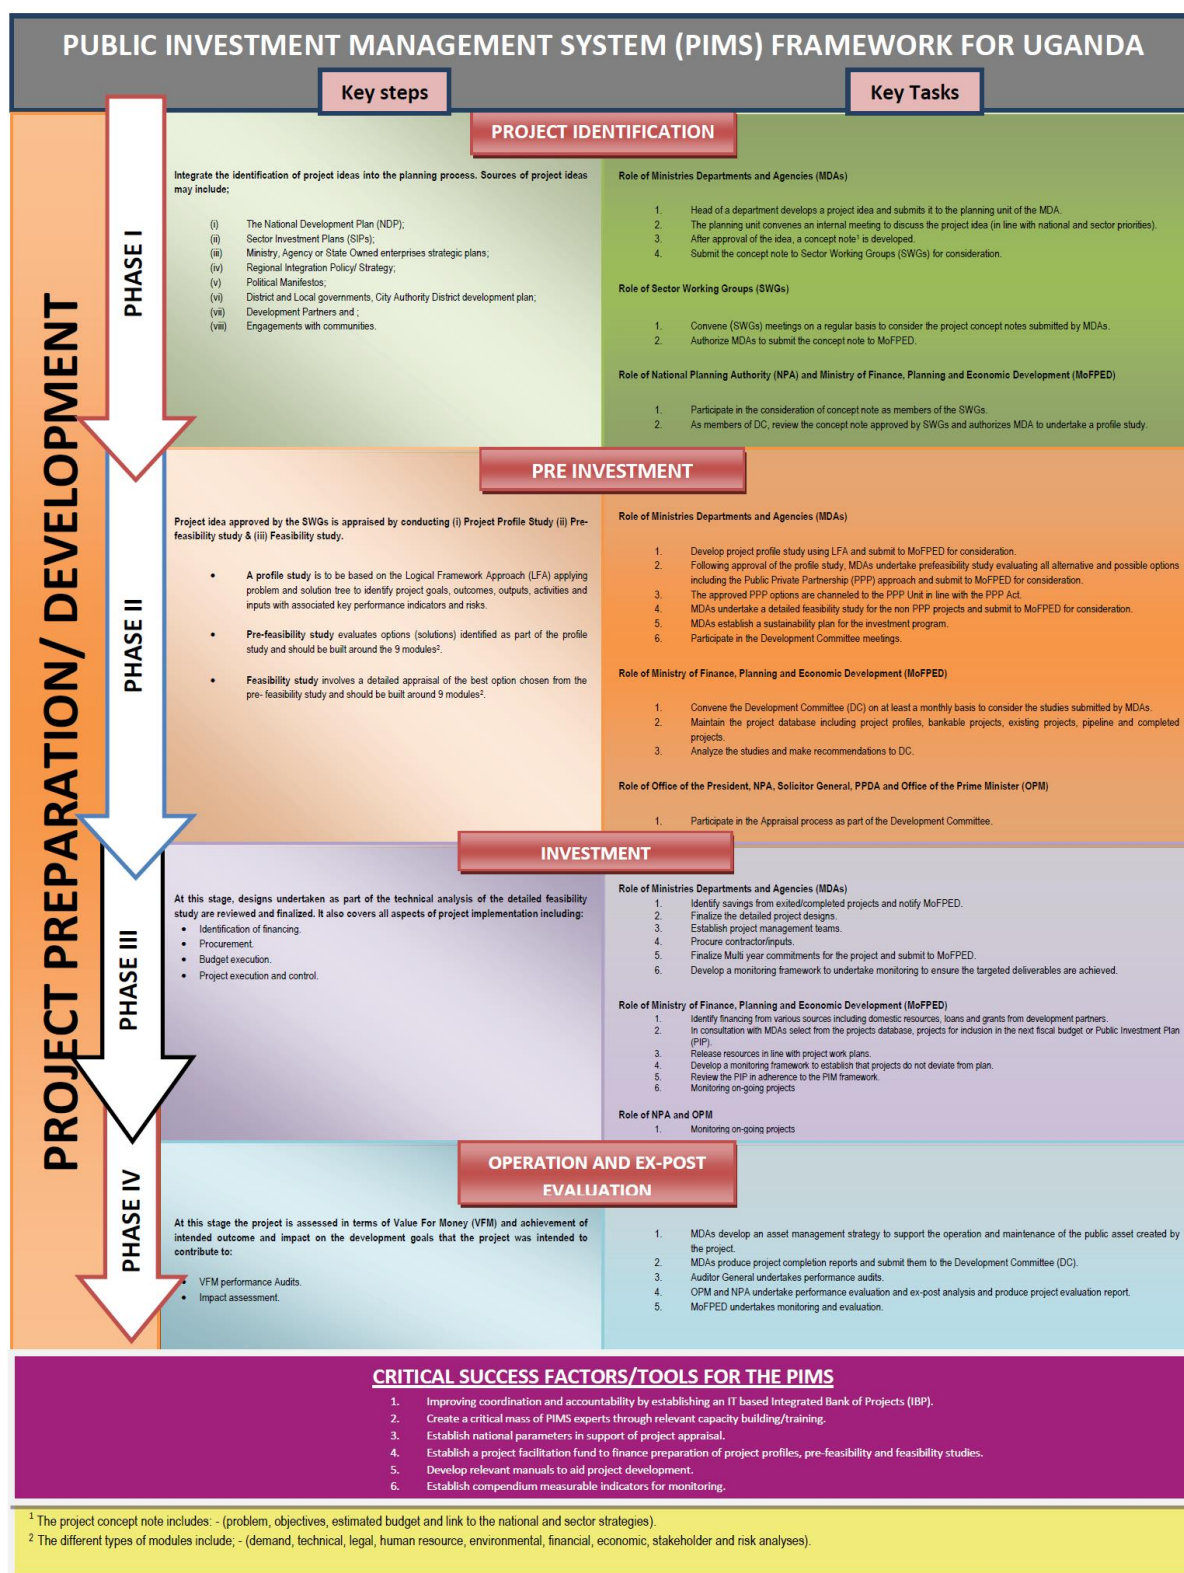 PUBLIC INVESTMENT MANAGEMENT SYSTEM (PIMS) FRAMEWORK FOR UGANDA
Key steps
Key Tasks
PROJECT PREPARATION/ DEVELOPMENT
PHASE I
PROJECT IDENTIFICATION
Integrate the identification of project ideas into the planning process. Sources of project ideas
may include;
(i) The National Development Plan (NDP);
(ii) Sector Investment Plans (SIPs);
(iii) Ministry, Agency or State Owned enterprises strategic plans;
(iv) Regional Integration Policy/ Strategy;
(v) Political Manifestos;
(vi) District and Local governments, City Authority District development plan;
(vii) Development Partners and ;
(viii) Engagements with communities.
Role of Ministries Departments and Agencies (MDAs)
1. Head of a department develops a project idea and submits it to the planning unit of the MDA.
2. The planning unit convenes an internal meeting to discuss the project idea (in line with national and sector priorities).
3. After approval of the idea, a concept note¹ is developed.
4. Submit the concept note to Sector Working Groups (SWGs) for consideration.
Role of Sector Working Groups (SWGs)
1. Convene (SWGs) meetings on a regular basis to consider the project concept notes submitted by MDAs.
2. Authorize MDAs to submit the concept note to MoFPED.
Role of National Planning Authority (NPA) and Ministry of Finance, Planning and Economic Development (MoFPED)
1. Participate in the consideration of concept note as members of the SWGs.
2. As members of DC, review the concept note approved by SWGs and authorizes MDA to undertake a profile study.
PHASE II
PRE INVESTMENT
Project idea approved by the SWGs is appraised by conducting (i) Project Profile Study (ii) Pre-
feasibility study & (iii) Feasibility study.
• A profile study is to be based on the Logical Framework Approach (LFA) applying
problem and solution tree to identify project goals, outcomes, outputs, activities and
inputs with associated key performance indicators and risks.
• Pre-feasibility study evaluates options (solutions) identified as part of the profile
study and should be built around the 9 modules².
• Feasibility study involves a detailed appraisal of the best option chosen from the
pre- feasibility study and should be built around 9 modules².
Role of Ministries Departments and Agencies (MDAs)
1. Develop project profile study using LFA and submit to MoFPED for consideration.
2. Following approval of the profile study, MDAs undertake prefeasibility study evaluating all alternative and possible options
including the Public Private Partnership (PPP) approach and submit to MoFPED for consideration.
3. The approved PPP options are channeled to the PPP Unit in line with the PPP Act.
4. MDAs undertake a detailed feasibility study for the non PPP projects and submit to MoFPED for consideration.
5. MDAs establish a sustainability plan for the investment program.
6. Participate in the Development Committee meetings.
Role of Ministry of Finance, Planning and Economic Development (MoFPED)
1. Convene the Development Committee (DC) on at least a monthly basis to consider the studies submitted by MDAs.
2. Maintain the project database including project profiles, bankable projects, existing projects, pipeline and completed
projects.
3. Analyze the studies and make recommendations to DC.
Role of Office of the President, NPA, Solicitor General, PPDA and Office of the Prime Minister (OPM)
1. Participate in the Appraisal process as part of the Development Committee.
PHASE III
INVESTMENT
At this stage, designs undertaken as part of the technical analysis of the detailed feasibility
study are reviewed and finalized. It also covers all aspects of project implementation including:
• Identification of financing.
• Procurement.
• Budget execution.
• Project execution and control.
Role of Ministries Departments and Agencies (MDAs)
1. Identify savings from exited/completed projects and notify MoFPED.
2. Finalize the detailed project designs.
3. Establish project management teams.
4. Procure contractor/inputs.
5. Finalize Multi year commitments for the project and submit to MoFPED.
6. Develop a monitoring framework to undertake monitoring to ensure the targeted deliverables are achieved.
Role of Ministry of Finance, Planning and Economic Development (MoFPED)
1. Identify financing from various sources including domestic resources, loans and grants from development partners.
2. In consultation with MDAs select from the projects database, projects for inclusion in the next fiscal budget or Public Investment Plan
(PIP).
3. Release resources in line with project work plans.
4. Develop a monitoring framework to establish that projects do not deviate from plan.
5. Review the PIP in adherence to the PIM framework.
6. Monitoring on-going projects
Role of NPA and OPM
1. Monitoring on-going projects
PHASE IV
OPERATION AND EX-POST
EVALUATION
At this stage the project is assessed in terms of Value For Money (VFM) and achievement of
intended outcome and impact on the development goals that the project was intended to
contribute to:
• VFM performance Audits.
• Impact assessment.
1. MDAs develop an asset management strategy to support the operation and maintenance of the public asset created by
the project.
2. MDAs produce project completion reports and submit them to the Development Committee (DC).
3. Auditor General undertakes performance audits.
4. OPM and NPA undertake performance evaluation and ex-post analysis and produce project evaluation report.
5. MoFPED undertakes monitoring and evaluation.
CRITICAL SUCCESS FACTORS/TOOLS FOR THE PIMS
1. Improving coordination and accountability by establishing an IT based Integrated Bank of Projects (IBP).
2. Create a critical mass of PIMS experts through relevant capacity building/training.
3. Establish national parameters in support of project appraisal.
4. Establish a project facilitation fund to finance preparation of project profiles, pre-feasibility and feasibility studies.
5. Develop relevant manuals to aid project development.
6. Establish compendium measurable indicators for monitoring.
¹ The project concept note includes: - (problem, objectives, estimated budget and link to the national and sector strategies).
² The different types of modules include; - (demand, technical, legal, human resource, environmental, financial, economic, stakeholder and risk analyses).